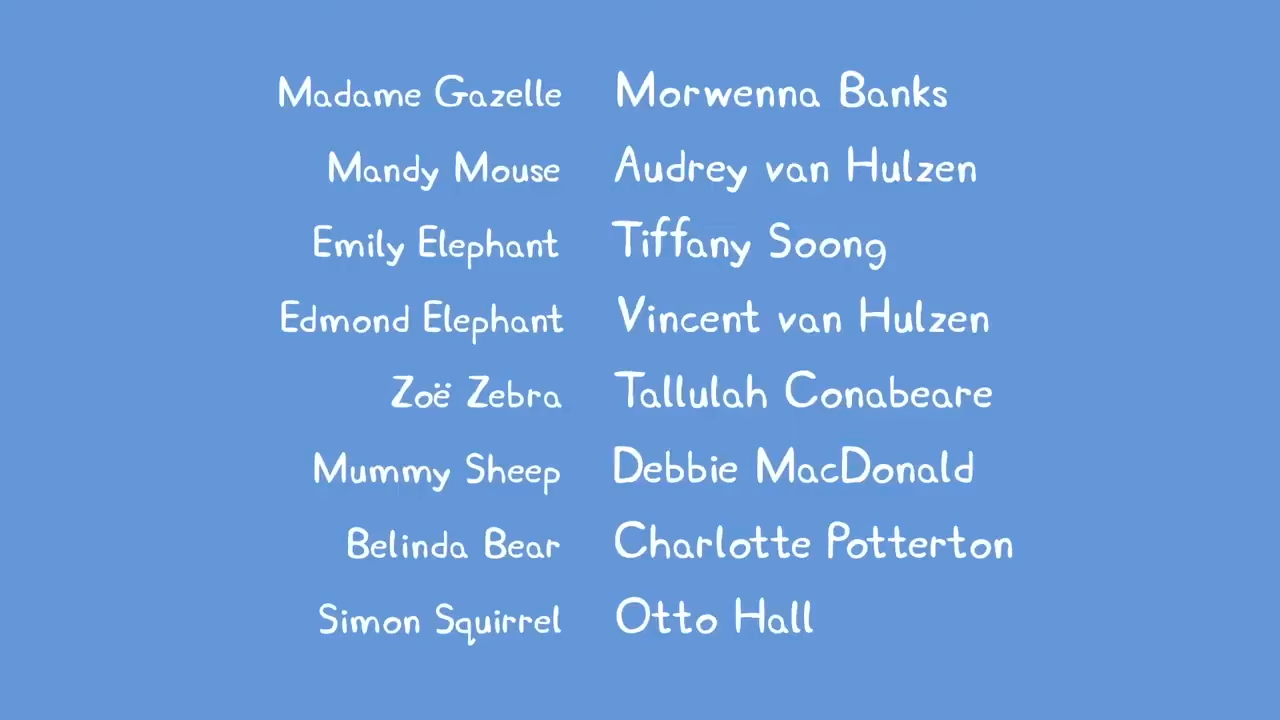 Madame Gazelle Morwenna Banks
Mandy Mouse Audrey van Hulzen
Emily Elephant Tiffany Soong
Edmond Elephant Vincent van Hulzen
Zoë Zebra Tallulah Conabeare
Mummy Sheep Debbie MacDonald
Belinda Bear Charlotte Potterton
Simon Squirrel Otto Hall